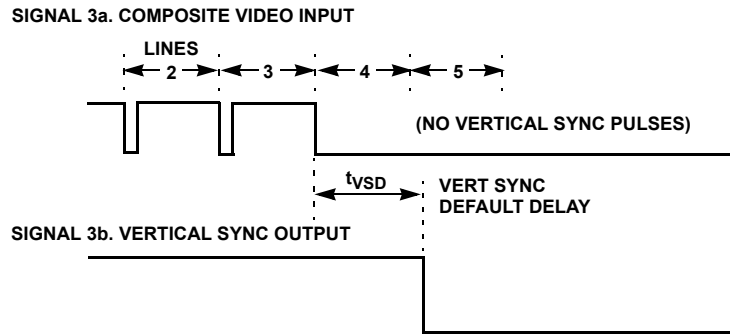 SIGNAL 3a. COMPOSITE VIDEO INPUT
LINES
2 3 4 5
(NO VERTICAL SYNC PULSES)
tVSD VERT SYNC
DEFAULT DELAY
SIGNAL 3b. VERTICAL SYNC OUTPUT